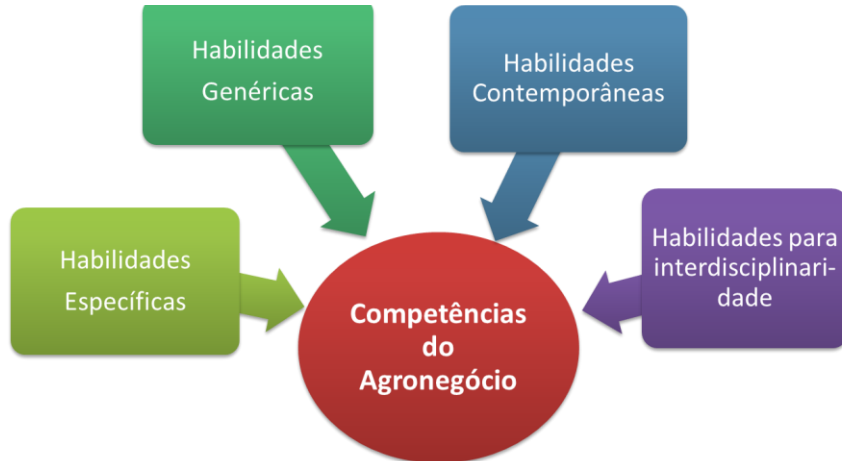 Habilidades
Genéricas
Habilidades
Contemporâneas
Habilidades
Específicas
Habilidades para
interdisciplinari-
dade
Competências
do
Agronegócio